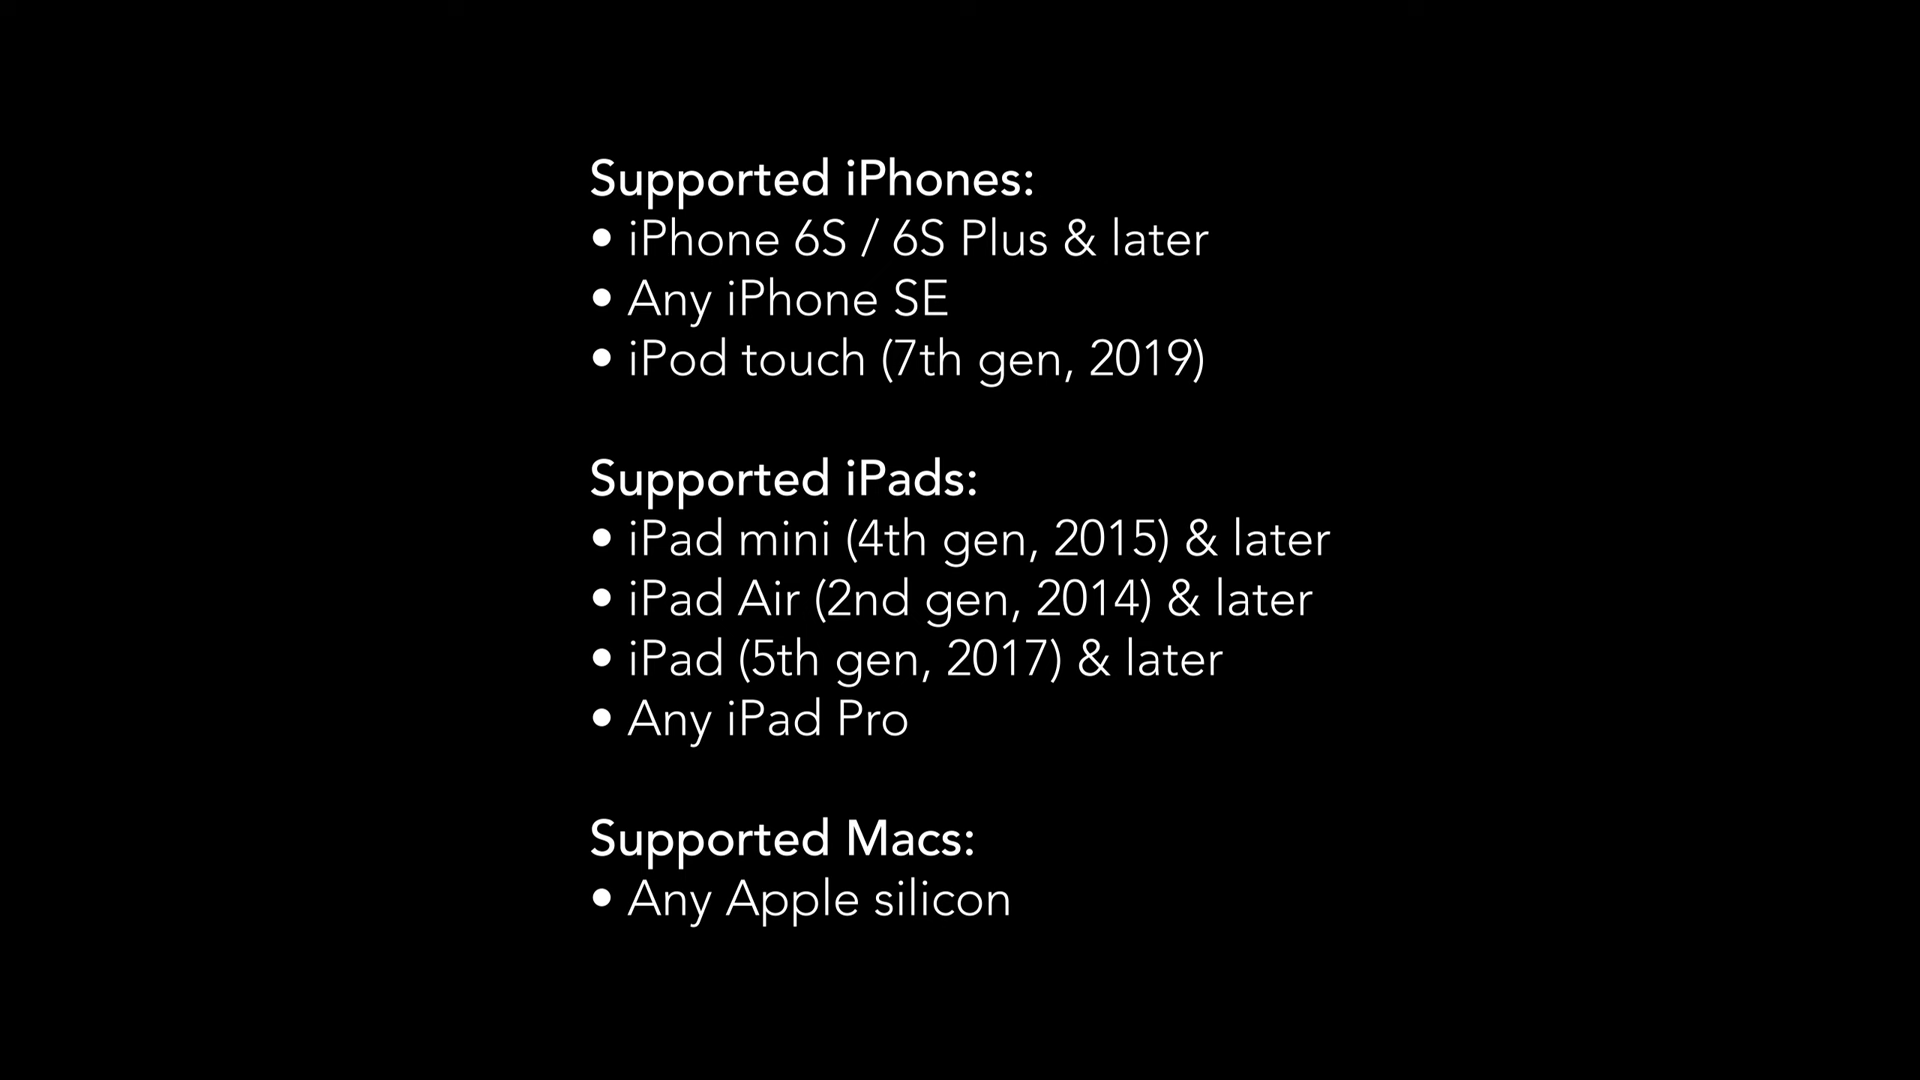 Supported iPhones:
• iPhone 6S / 6S Plus & later
• Any iPhone SE
• iPod touch (7th gen, 2019)
Supported iPads:
• iPad mini (4th gen, 2015) & later
• iPad Air (2nd gen, 2014) & later
• iPad (5th gen, 2017) & later
• Any iPad Pro
Supported Macs:
• Any Apple silicon